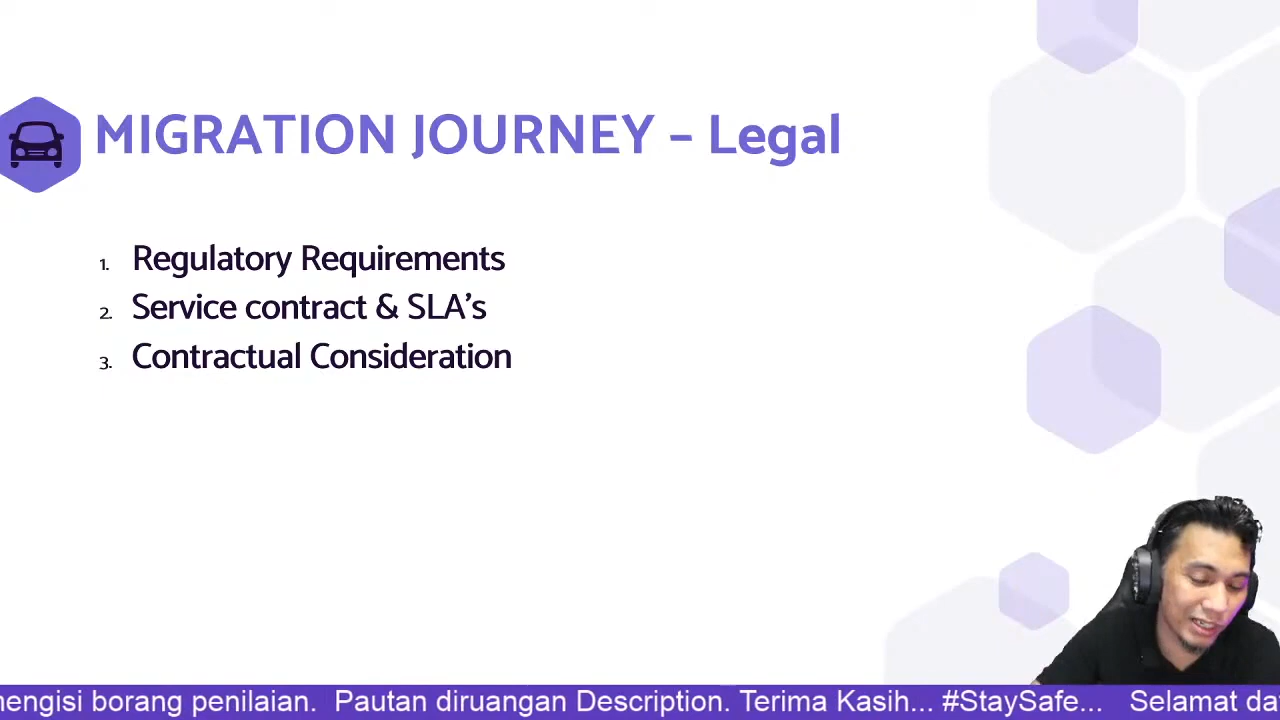 MIGRATION JOURNEY – Legal
1. Regulatory Requirements
2. Service contract & SLA’s
3. Contractual Consideration
mengisi borang penilaian. Pautan diruangan Description. Terima Kasih... #StaySafe... Selamat da